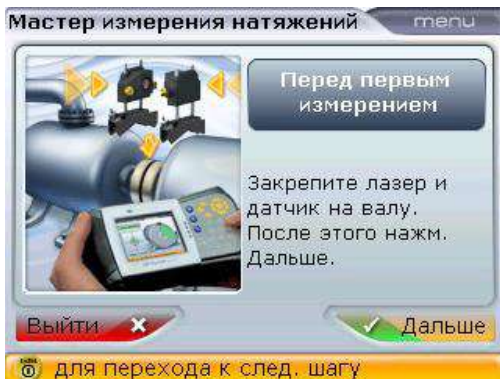 Мастер измерения натяжений menu
Перед первым
измерением
Закрепите лазер и
датчик на валу.
После этого нажм.
Дальше.
Выйти Дальше
для перехода к след. шагу